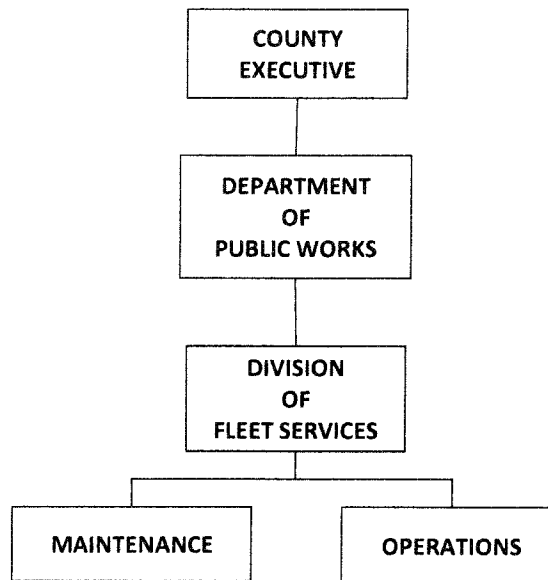 COUNTY
EXECUTIVE
DEPARTMENT
OF
PUBLIC WORKS
DIVISION
OF
FLEET SERVICES
MAINTENANCE
OPERATIONS